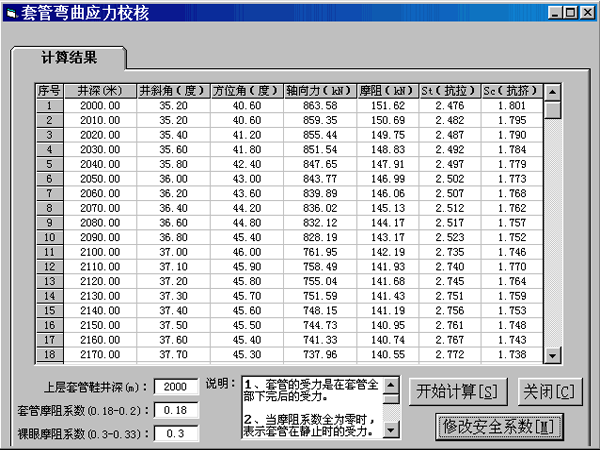 套管弯曲应力校核
计算结果
序号 井深(米) 井斜角(度) 方位角(度) 轴向力(kN) 摩阻(kN) St(抗拉) Sc(抗挤)
1 2000.00 35.20 40.60 863.58 151.62 2.476 1.801
2 2010.00 35.20 40.60 859.35 150.69 2.482 1.795
3 2020.00 35.40 41.20 855.44 149.75 2.487 1.790
4 2030.00 35.60 41.80 851.54 148.83 2.492 1.784
5 2040.00 35.80 42.40 847.65 147.91 2.497 1.779
6 2050.00 36.00 43.00 843.77 146.99 2.502 1.773
7 2060.00 36.20 43.60 839.89 146.06 2.507 1.768
8 2070.00 36.40 44.20 836.02 145.13 2.512 1.762
9 2080.00 36.60 44.80 832.12 144.17 2.517 1.757
10 2090.00 36.80 45.40 828.19 143.17 2.523 1.752
11 2100.00 37.00 46.00 761.95 142.19 2.735 1.746
12 2110.00 37.10 45.90 758.49 141.93 2.740 1.770
13 2120.00 37.20 45.80 755.04 141.68 2.745 1.764
14 2130.00 37.30 45.70 751.59 141.43 2.751 1.759
15 2140.00 37.40 45.60 748.15 141.19 2.756 1.753
16 2150.00 37.50 45.50 744.73 140.95 2.761 1.748
17 2160.00 37.60 45.40 741.33 140.74 2.767 1.743
18 2170.00 37.70 45.30 737.96 140.55 2.772 1.738
上层套管鞋井深(m): 2000
套管摩阻系数(0.18-0.2): 0.18
裸眼摩阻系数(0.3-0.33): 0.3
说明:
1、套管的受力是在套管全
部下完后的受力。
2、当摩阻系数全为零时,
表示套管在静止时的受力。
开始计算[S] 关闭[C]
修改安全系数[M]